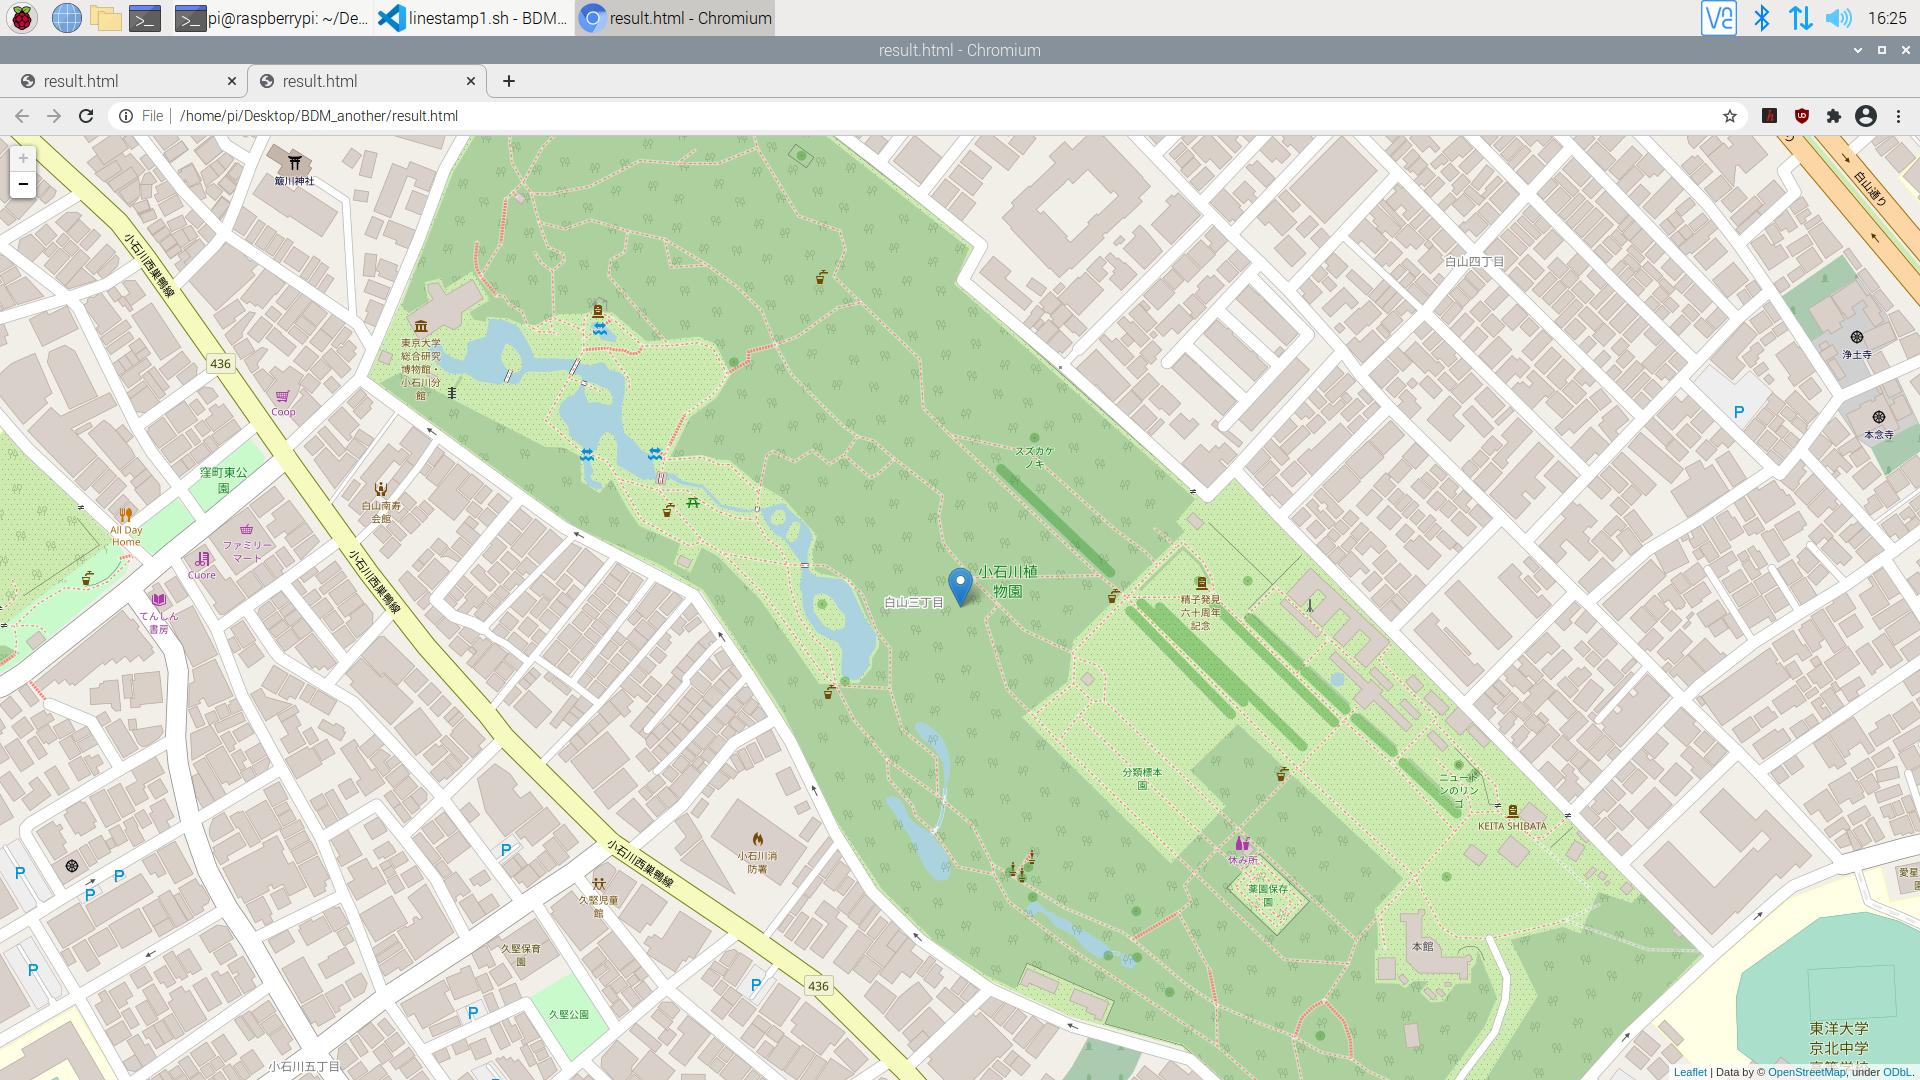 pi@raspberrypi: ~/De...
linestamp1.sh - BDM...
result.html - Chromium
16:25
result.html - Chromium
result.html
result.html
File
/home/pi/Desktop/BDM_another/result.html
+
−
簸川神社
白山通り
小石川西巣鴨線
白山四丁目
東京大学
総合研究
博物館・
小石川分
館
浄土寺
436
Coop
P
本念寺
スズカケ
ノキ
窪町東公
園
白山南寿
会館
All Day
Home
ファミリー
マート
Cuore
小石川西巣鴨線
小石川植
物園
白山三丁目
精子発見
六十周年
記念
てんしん
書房
分類標本
園
ニュート
ンのリン
ゴ
KEITA SHIBATA
小石川消
防署
小石川西巣鴨線
休み所
P
P
P
P
薬園保存
園
久堅児童
館
本館
久堅保育
園
P
P
436
P
久堅公園
小石川五丁目
東洋大学
京北中学
Leaflet | Data by © OpenStreetMap, under ODbL.